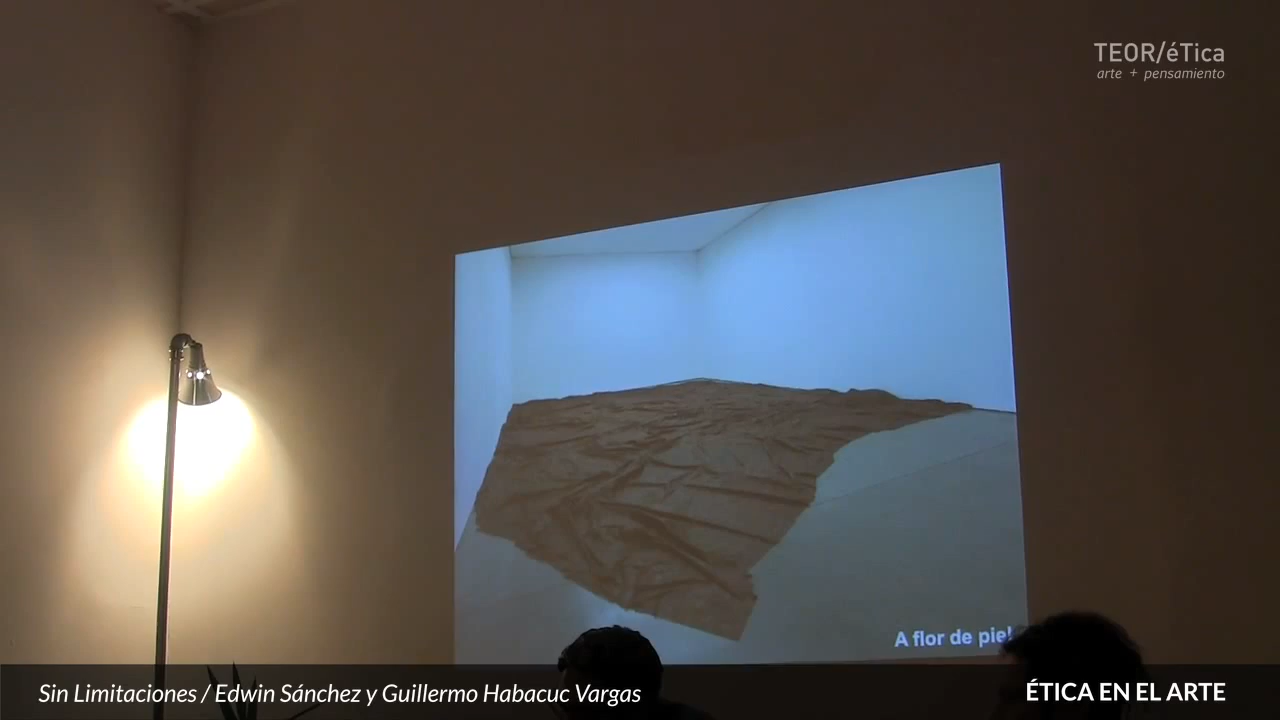 TEOR/éTica
arte + pensamiento
A flor de piel
Sin Limitaciones / Edwin Sánchez y Guillermo Habacuc Vargas
ÉTICA EN EL ARTE